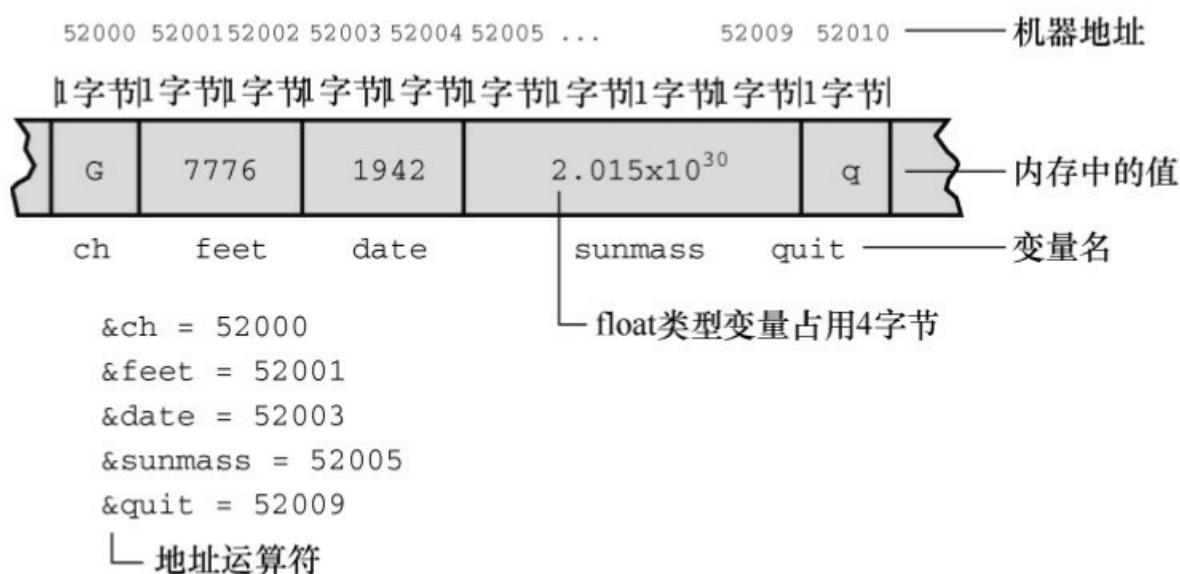 52000 52001 52002 52003 52004 52005 ... 52009 52010 机器地址
1字节 1字节 1字节 1字节 1字节 1字节 1字节 1字节 1字节 1字节
G 7776 1942 2.015x10³⁰ q 内存中的值
ch feet date sunmass quit 变量名
&ch = 52000 float类型变量占用4字节
&feet = 52001
&date = 52003
&sunmass = 52005
&quit = 52009
地址运算符